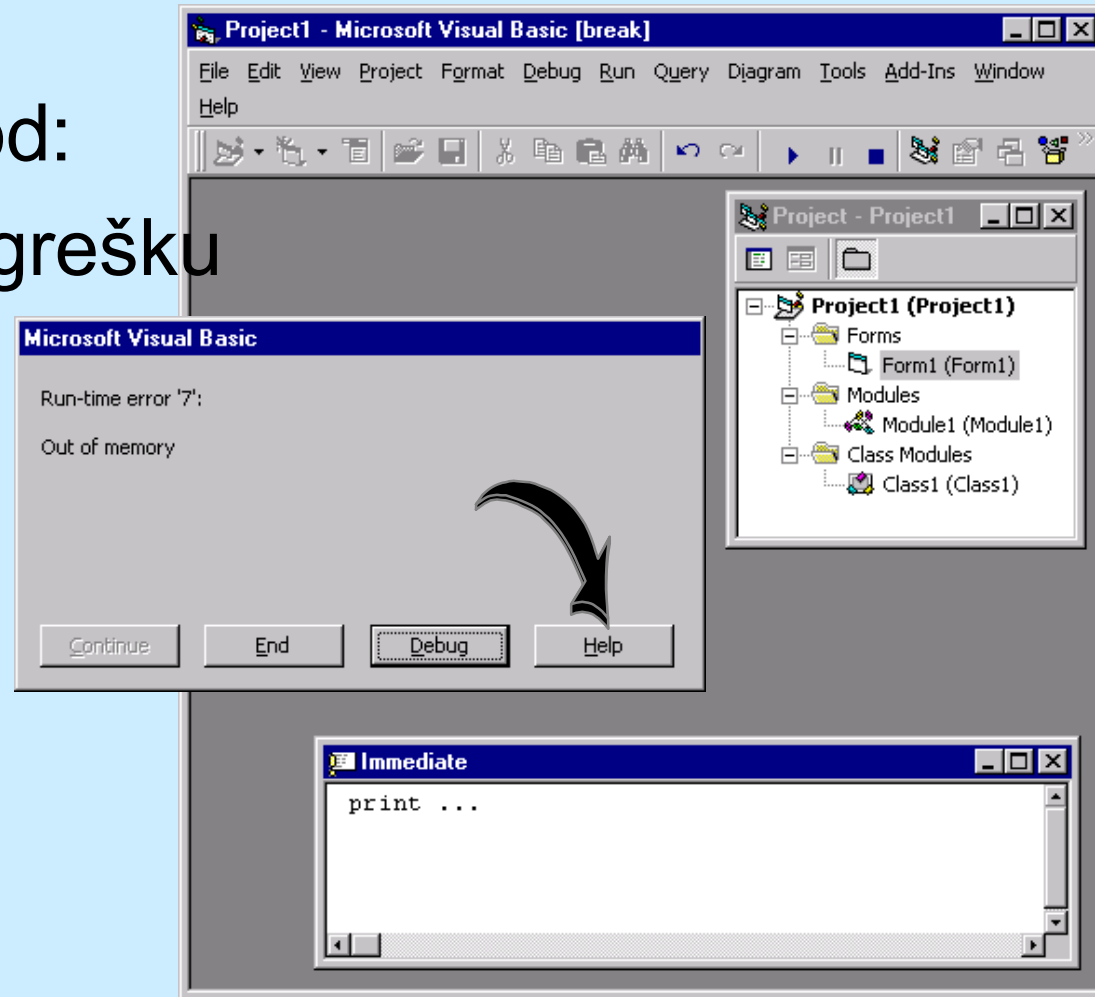 od:
grešku
Project1 - Microsoft Visual Basic [break]
File Edit View Project Format Debug Run Query Diagram Tools Add-Ins Window
Help
Project - Project1
Project1 (Project1)
Forms
Form1 (Form1)
Modules
Module1 (Module1)
Class Modules
Class1 (Class1)
Microsoft Visual Basic
Run-time error '7':
Out of memory
Continue End Debug Help
Immediate
print ...